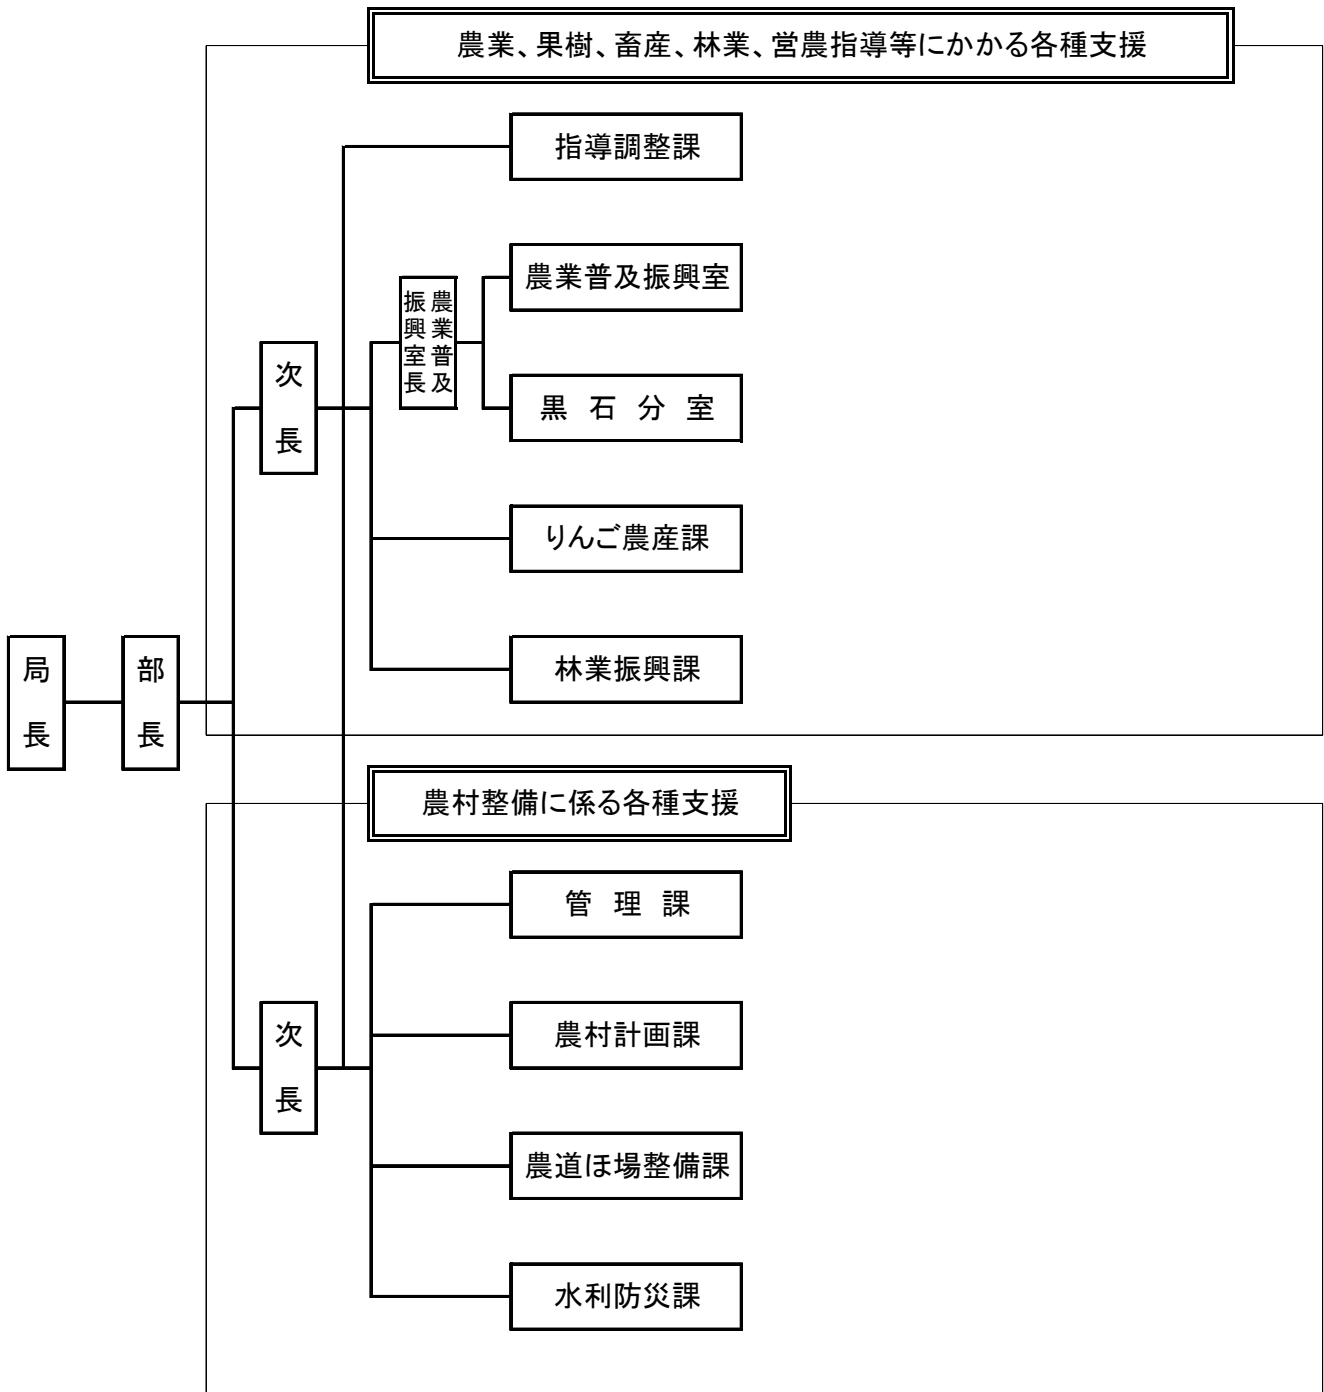 農業、果樹、畜産、林業、営農指導等にかかる各種支援
指導調整課
農業普及
振興室長
農業普及振興室
黒石分室
次長
りんご農産課
林業振興課
局長
部長
農村整備に係る各種支援
管理課
農村計画課
次長
農道ほ場整備課
水利防災課